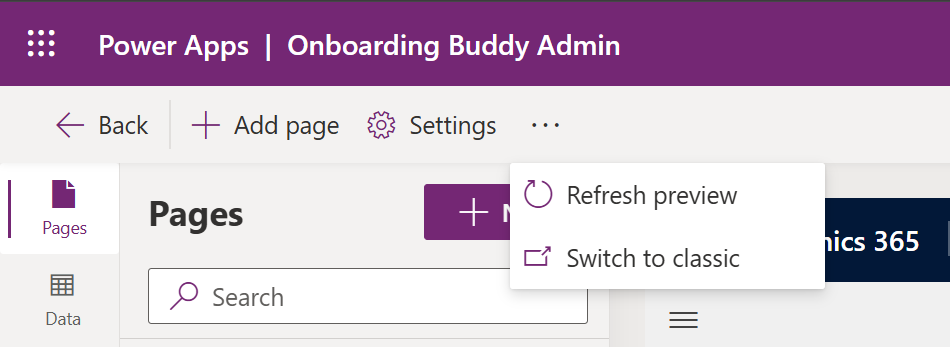 Power Apps | Onboarding Buddy Admin
Back Add page Settings ...
Refresh preview
Switch to classic
Pages
Pages
Search
Data
365